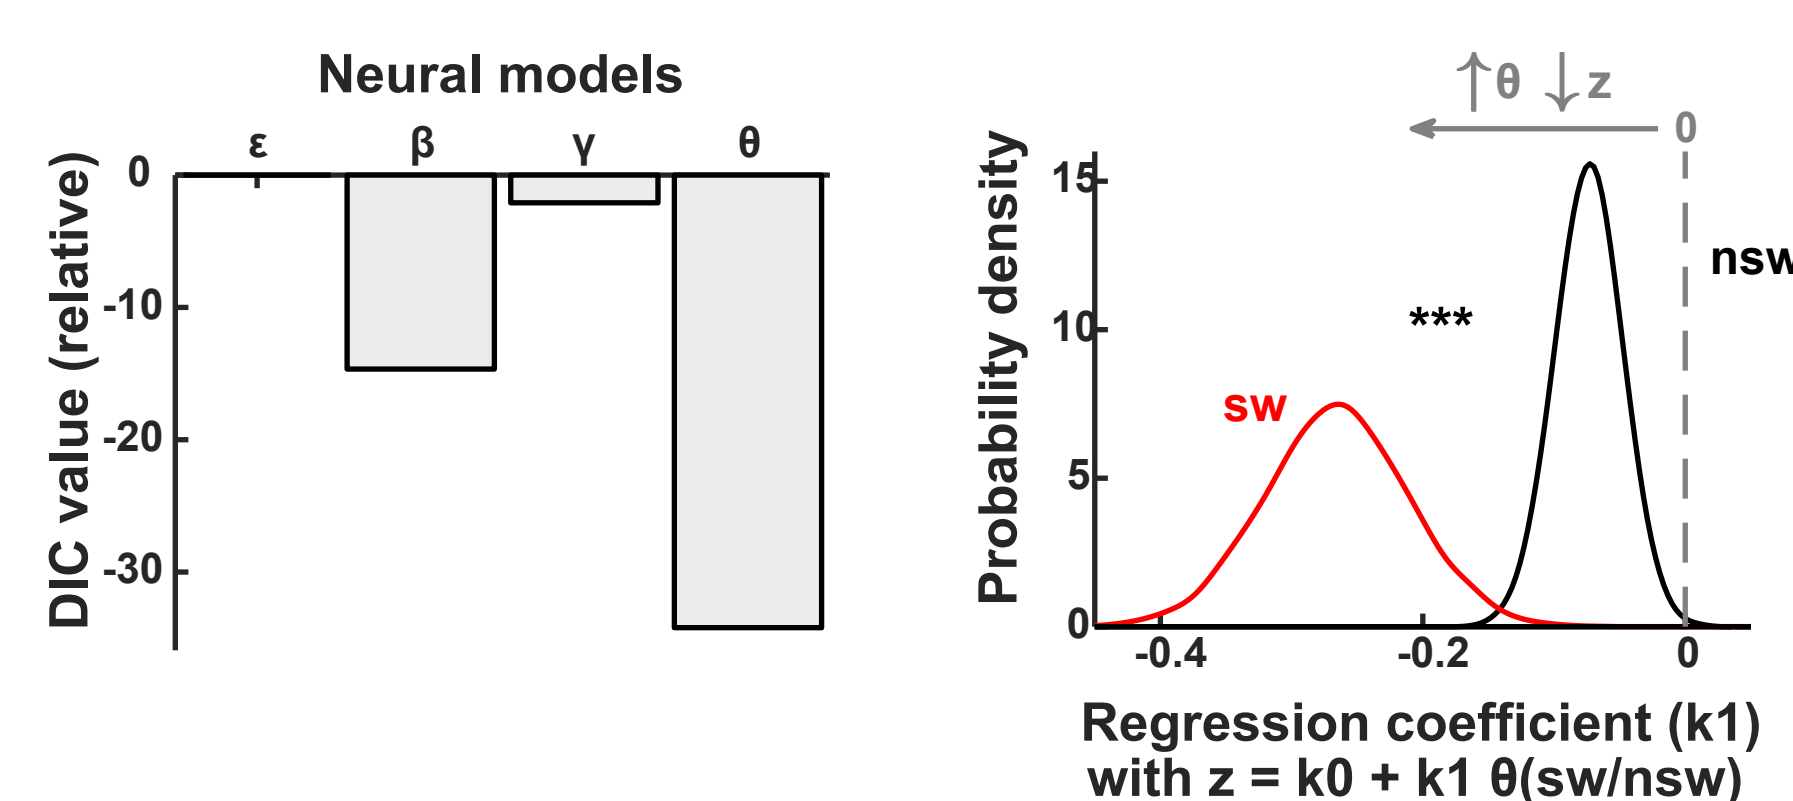 Neural models
ε β γ θ
0
-10
-20
-30
DIC value (relative)
↑θ ↓z
0
nsw
***
sw
15
10
5
0
Probability density
-0.4 -0.2 0
Regression coefficient (k1)
with z = k0 + k1 θ(sw/nsw)